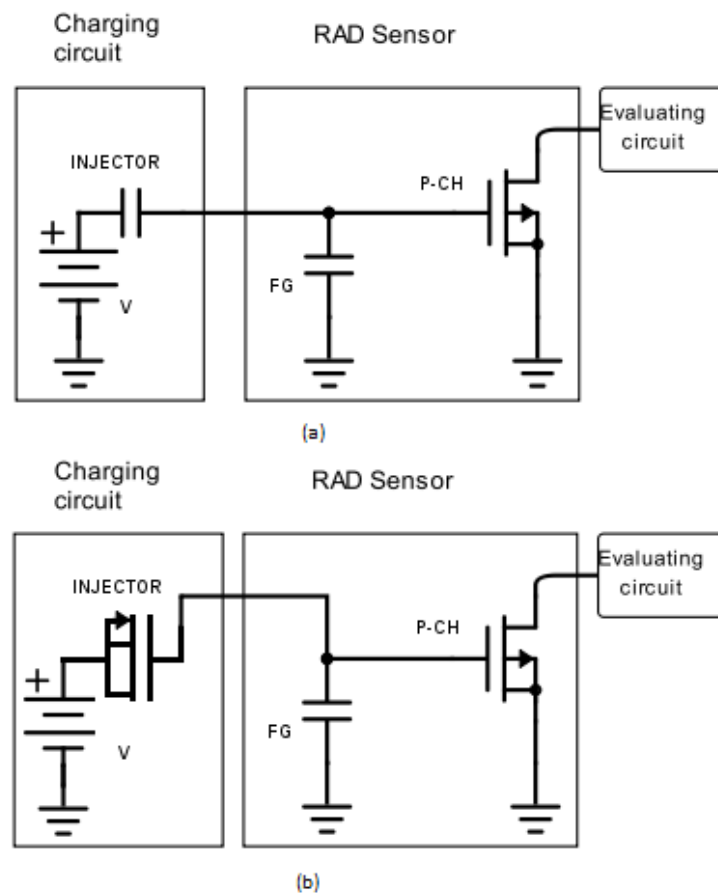 Charging
circuit
RAD Sensor
Evaluating
circuit
INJECTOR
P-CH
+
FG
V
(a)
Charging
circuit
RAD Sensor
Evaluating
circuit
INJECTOR
P-CH
+
FG
V
(b)